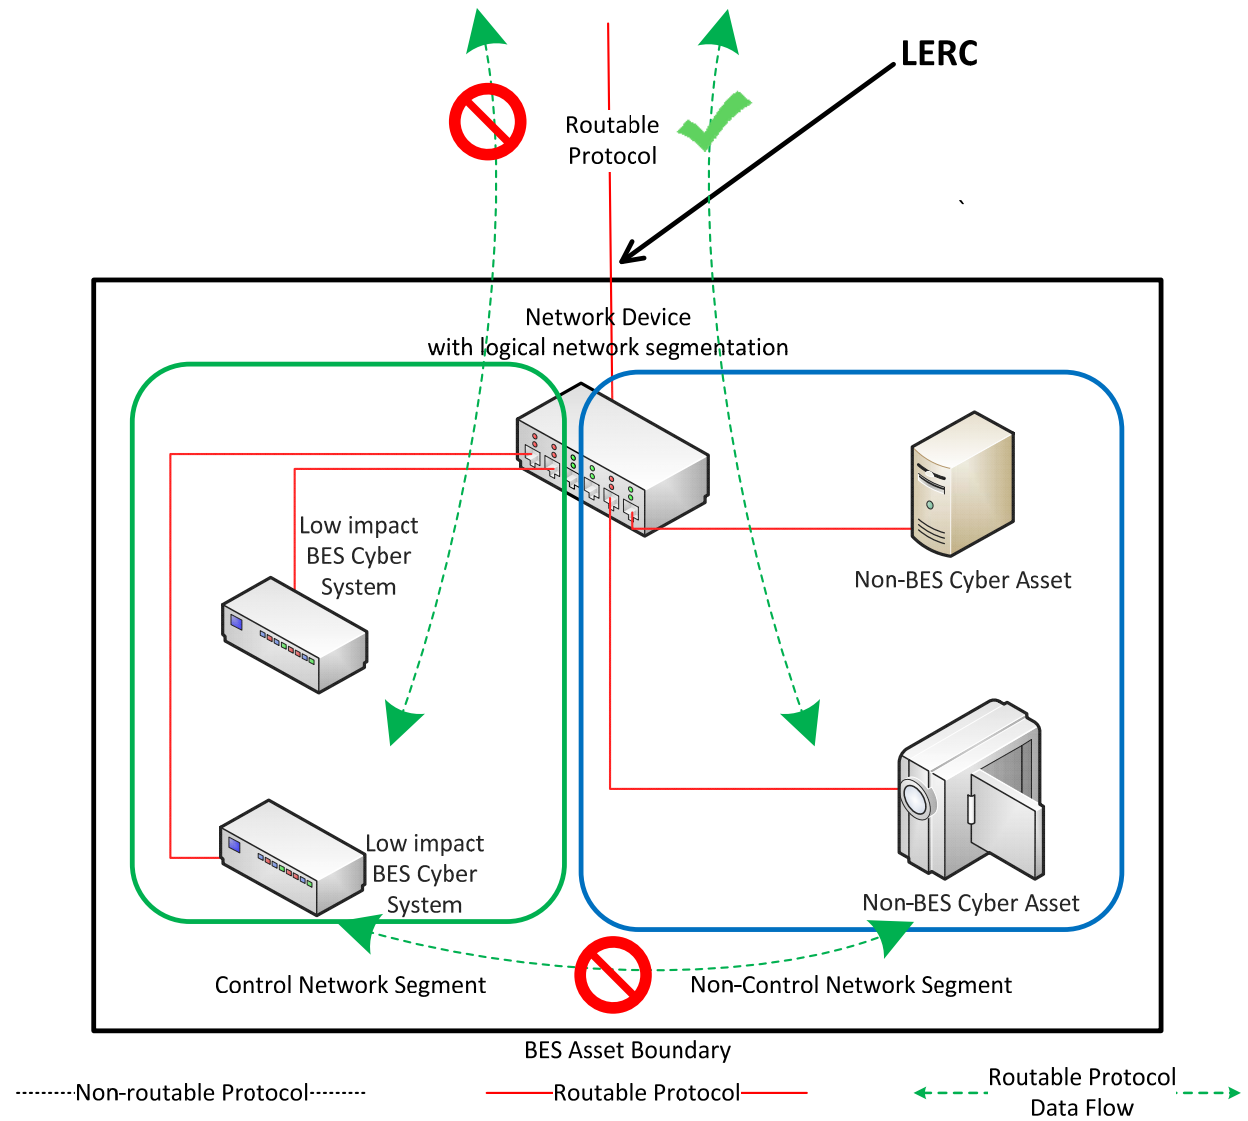 LERC
Routable
Protocol
`
Network Device
with logical network segmentation
Low impact
BES Cyber
System
Non-BES Cyber Asset
Low impact
BES Cyber
System
Non-BES Cyber Asset
Control Network Segment
Non-Control Network Segment
BES Asset Boundary
Non-routable Protocol
Routable Protocol
Routable Protocol
Data Flow